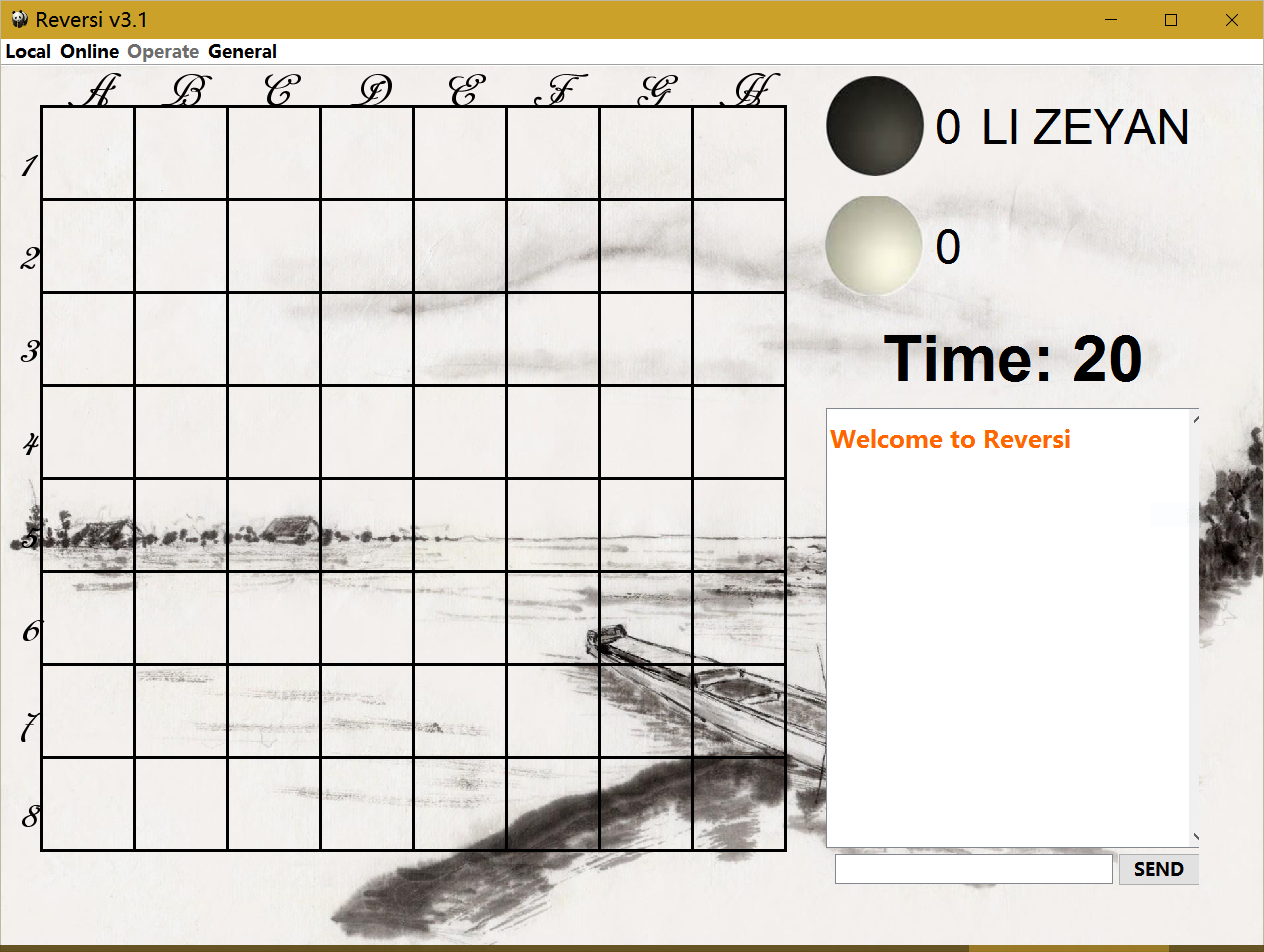 Reversi v3.1
Local Online Operate General
A B C D E F G H
1
2
3
4
5
6
7
8
0 LI ZEYAN
0
Time: 20
Welcome to Reversi
SEND